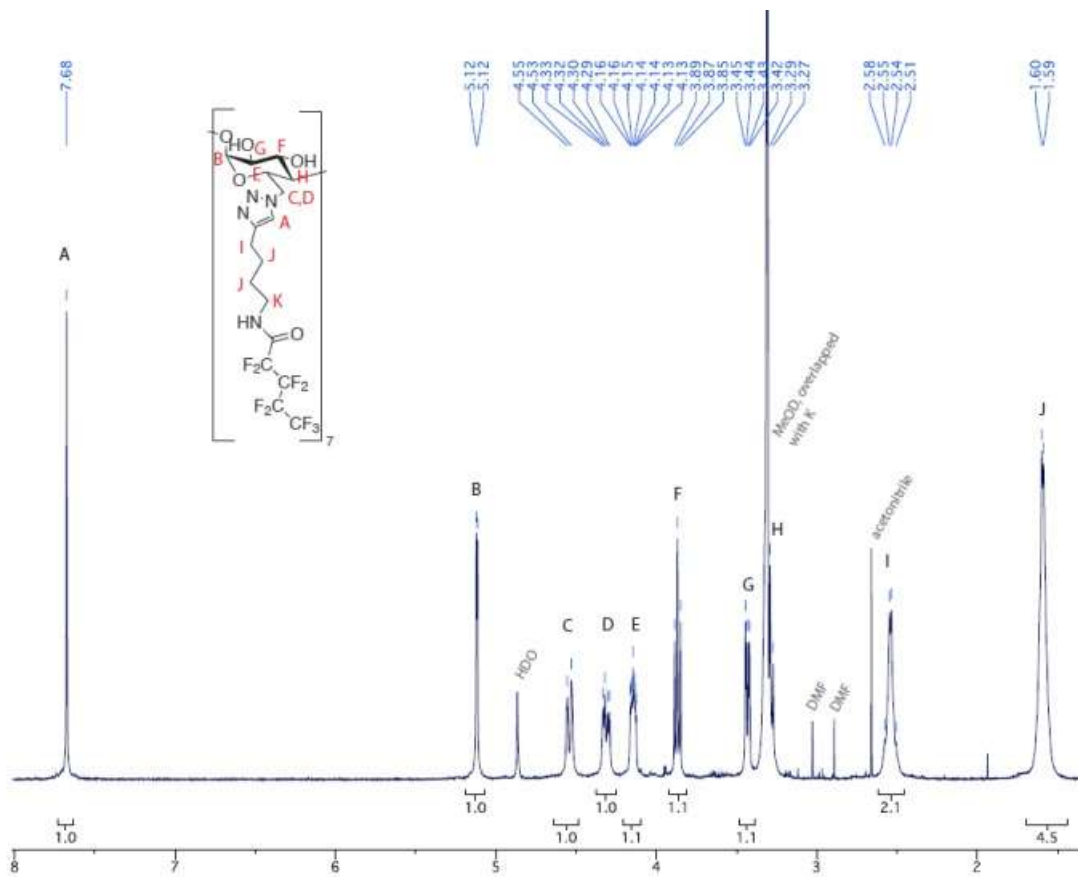 7.68
5.12
5.12
4.55
4.53
4.33
4.32
4.30
4.29
4.16
4.16
4.15
4.14
4.14
4.13
4.13
3.89
3.87
3.85
3.45
3.44
3.43
3.42
3.29
3.27
2.58
2.55
2.54
2.51
1.60
1.59
O
HO
F
G
OH
B
O
E
H
N
N
C,D
N
A
I
J
J
K
HN
O
F₂C
CF₂
F₂C
CF₃
7
A
B
HDO
C
D
E
F
G
MeOD, overlapped
with K
H
DMF
DMF
acetonitrile
I
J
1.0
1.0
1.0
1.0
1.1
1.1
1.1
2.1
4.5
8
7
6
5
4
3
2